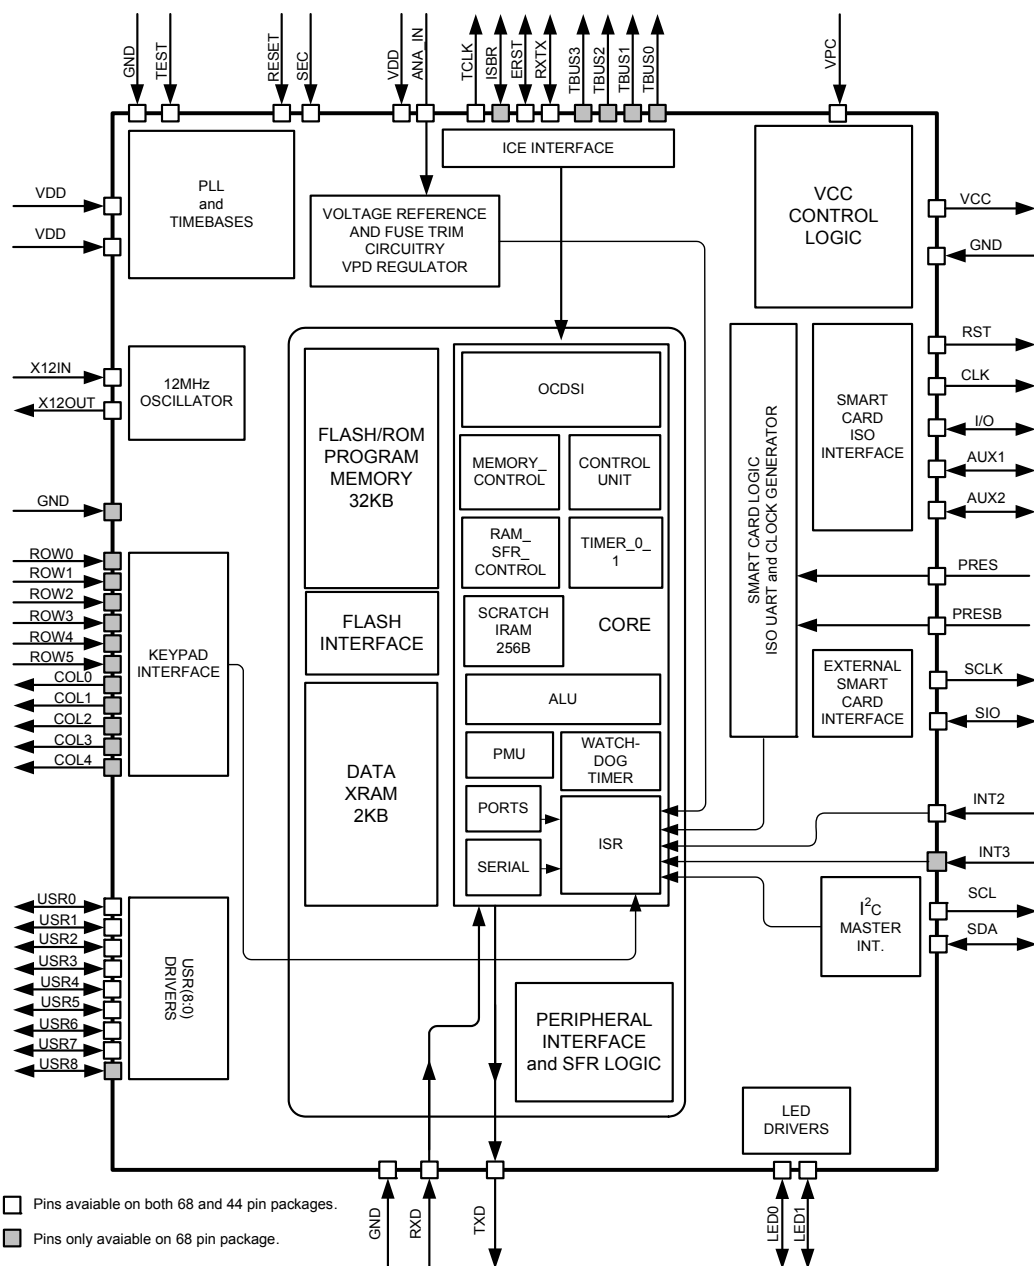 GND
TEST
RESET
SEC
VDD
ANA_IN
TCLK
ISBR
ERST
RXTX
TBUS3
TBUS2
TBUS1
TBUS0
VPC
ICE INTERFACE
PLL
and
TIMEBASES
VOLTAGE REFERENCE
AND FUSE TRIM
CIRCUITRY
VPD REGULATOR
VCC
CONTROL
LOGIC
VDD
VDD
VCC
GND
X12IN
X12OUT
12MHz
OSCILLATOR
FLASH/ROM
PROGRAM
MEMORY
32KB
OCDSI
MEMORY_
CONTROL
CONTROL
UNIT
RAM_
SFR_
CONTROL
TIMER_0_
1
SCRATCH
IRAM
256B
CORE
SMART CARD LOGIC
ISO UART and CLOCK GENERATOR
SMART
CARD
ISO
INTERFACE
RST
CLK
I/O
AUX1
AUX2
PRES
PRESB
GND
ROW0
ROW1
ROW2
ROW3
ROW4
ROW5
COL0
COL1
COL2
COL3
COL4
KEYPAD
INTERFACE
FLASH
INTERFACE
DATA
XRAM
2KB
ALU
PMU
WATCH-
DOG
TIMER
PORTS
SERIAL
ISR
EXTERNAL
SMART
CARD
INTERFACE
SCLK
SIO
INT2
INT3
I2C
MASTER
INT.
SCL
SDA
USR0
USR1
USR2
USR3
USR4
USR5
USR6
USR7
USR8
USR(8:0)
DRIVERS
PERIPHERAL
INTERFACE
and SFR LOGIC
LED
DRIVERS
GND
RXD
TXD
LED0
LED1
Pins avaiable on both 68 and 44 pin packages.
Pins only avaiable on 68 pin package.